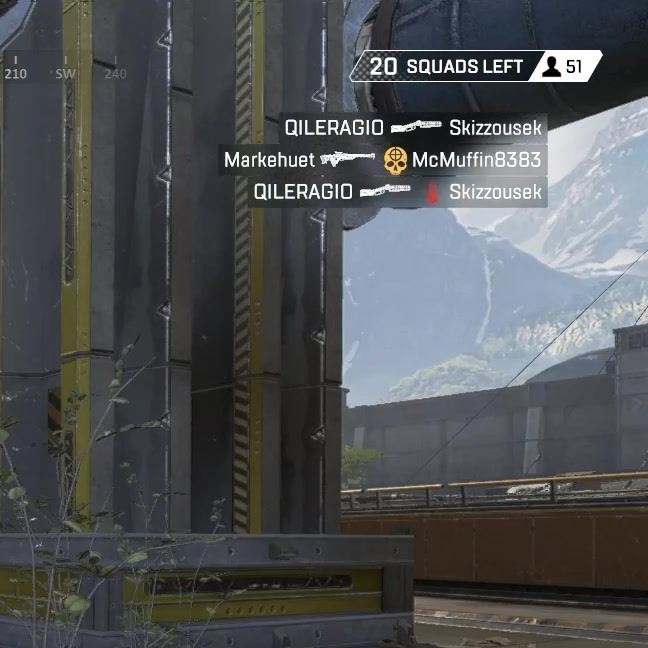 20 SQUADS LEFT 51
210 SW 240
QILERAGIO Skizzousek
Markehuet McMuffin8383
QILERAGIO Skizzousek